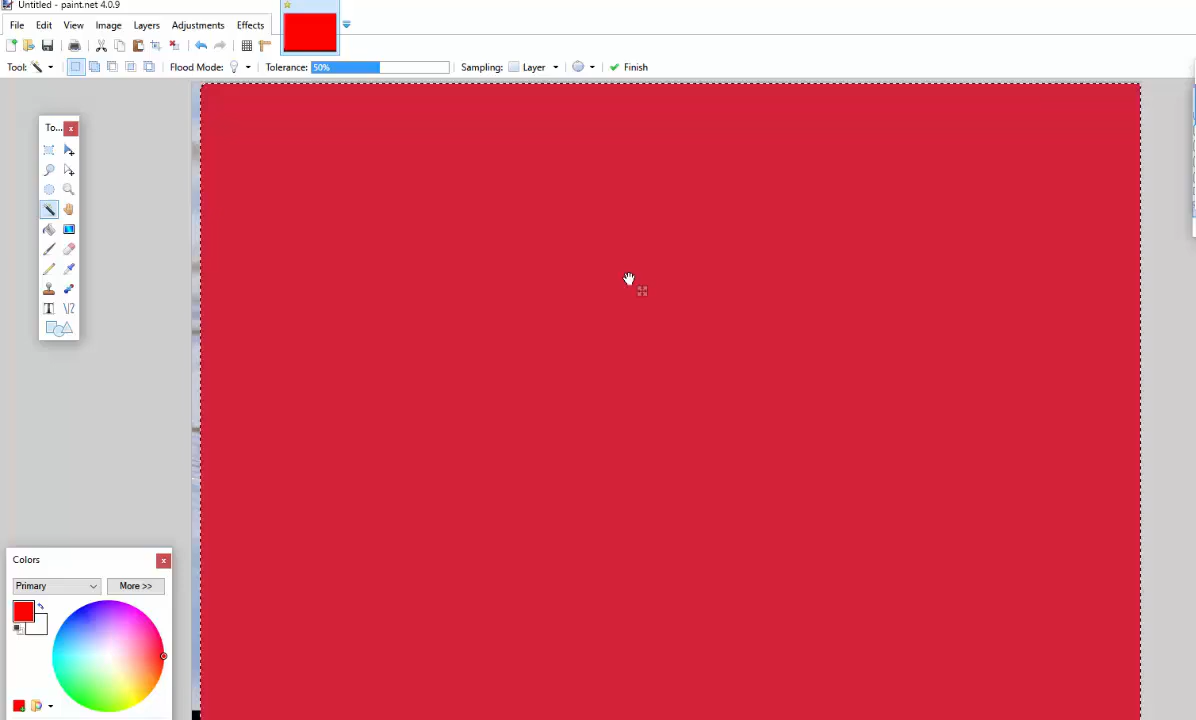 Untitled - paint.net 4.0.9
File Edit View Image Layers Adjustments Effects
Tool: Flood Mode: Tolerance: 50% Sampling: Layer Finish
To...
T
Colors
Primary More >>